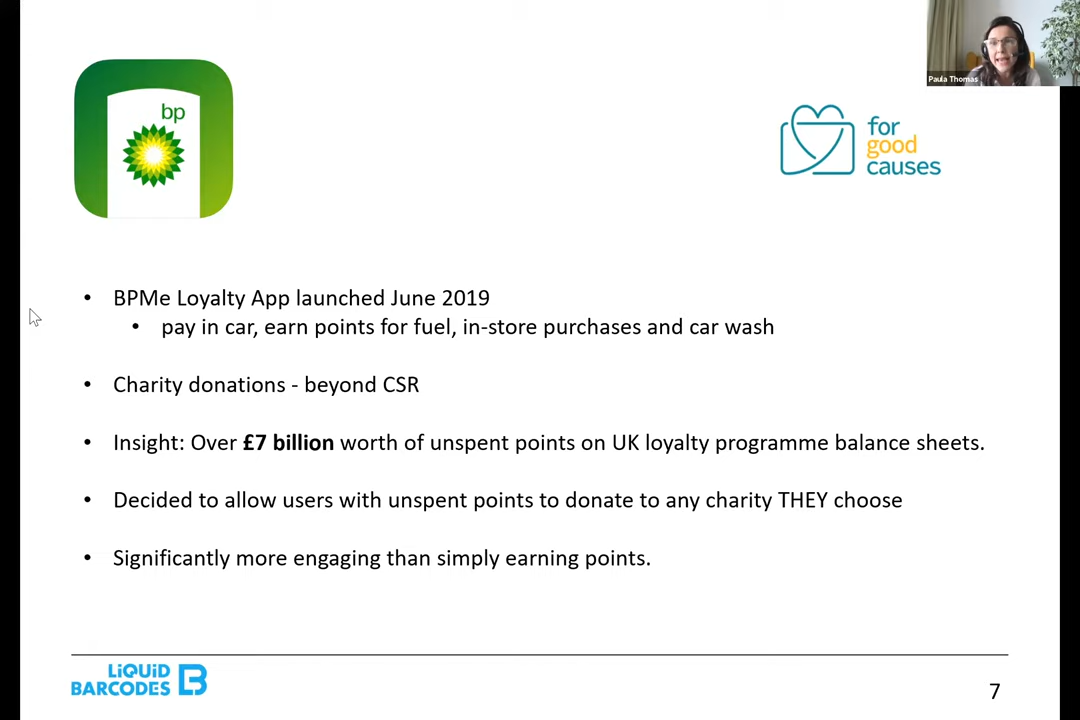 bp
Paula Thomas
for
good
causes
• BPMe Loyalty App launched June 2019
• pay in car, earn points for fuel, in-store purchases and car wash
• Charity donations - beyond CSR
• Insight: Over £7 billion worth of unspent points on UK loyalty programme balance sheets.
• Decided to allow users with unspent points to donate to any charity THEY choose
• Significantly more engaging than simply earning points.
LIQUID
BARCODES
7